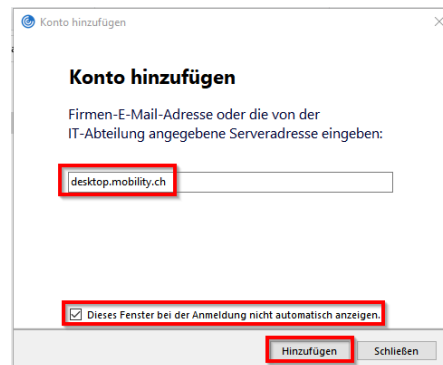 Konto hinzufügen
Konto hinzufügen
Firmen-E-Mail-Adresse oder die von der
IT-Abteilung angegebene Serveradresse eingeben:
desktop.mobility.ch
Dieses Fenster bei der Anmeldung nicht automatisch anzeigen.
Hinzufügen Schließen